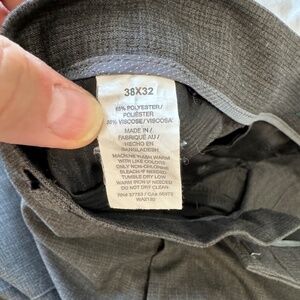 38X32
65% POLYESTER/
POLIÉSTER
35% VISCOSE/VISCOSA
MADE IN /
FABRIQUÉ AU /
HECHO EN
BANGLADESH
MACHINE WASH WARM
WITH LIKE COLORS
ONLY NON-CHLORINE
BLEACH IF NEEDED
TUMBLE DRY LOW
WARM IRON IF NEEDED
DO NOT DRY CLEAN